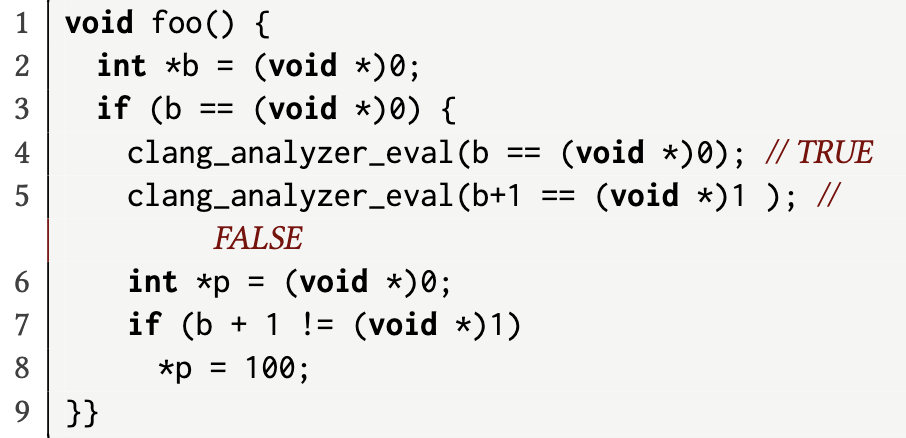 1 void foo() {
2 int *b = (void *)0;
3 if (b == (void *)0) {
4 clang_analyzer_eval(b == (void *)0); // TRUE
5 clang_analyzer_eval(b+1 == (void *)1 ); //
FALSE
6 int *p = (void *)0;
7 if (b + 1 != (void *)1)
8 *p = 100;
9 }}